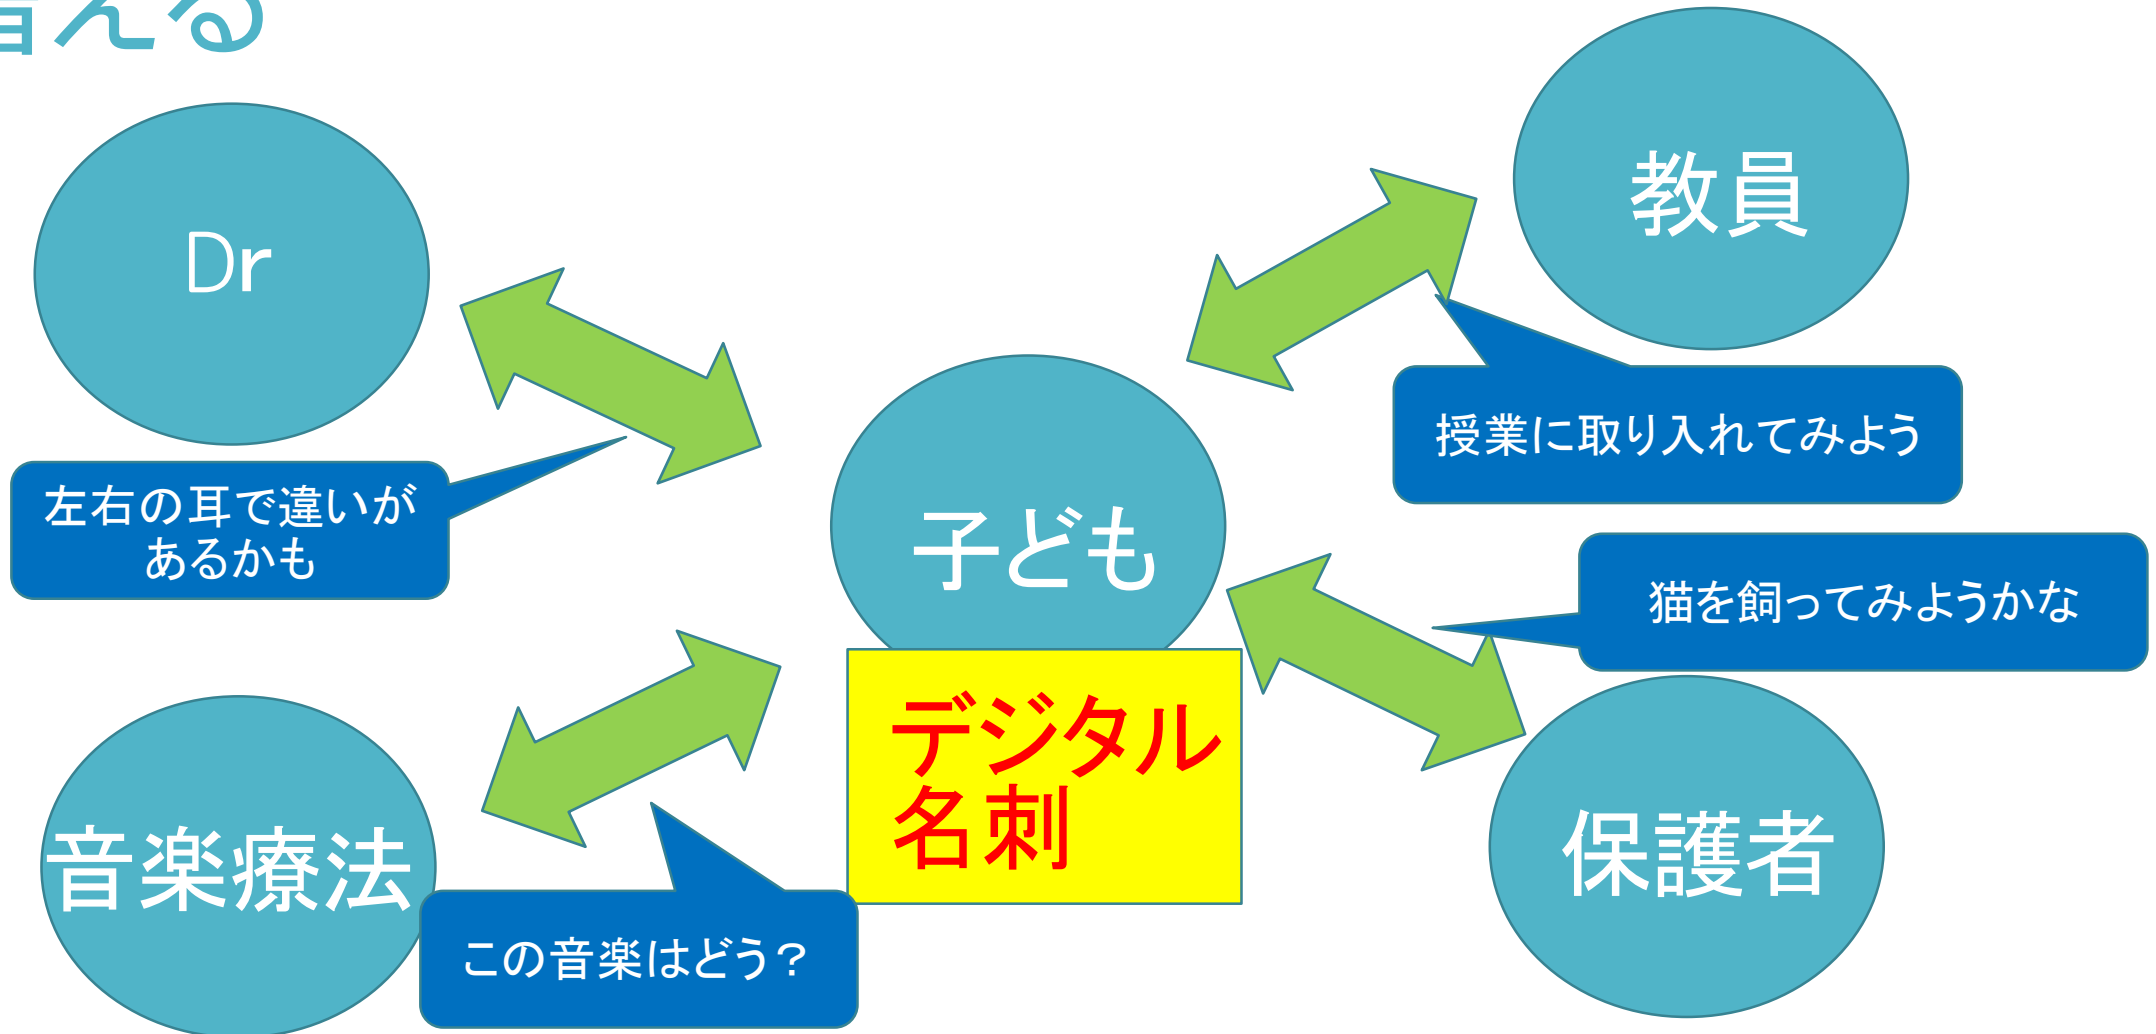 える
Dr
教員
授業に取り入れてみよう
左右の耳で違いが
あるかも
子ども
猫を飼ってみようかな
デジタル
名刺
音楽療法
この音楽はどう？
保護者